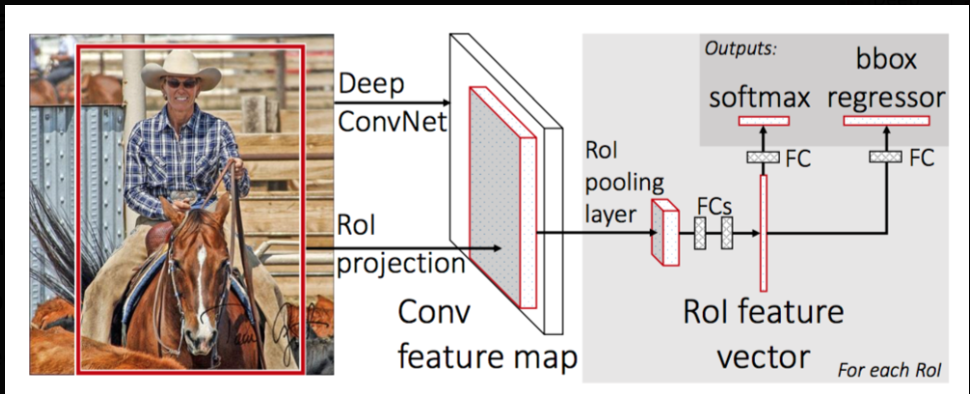 Deep
ConvNet
RoI
projection
Conv
feature map
RoI
pooling
layer
FCs
Outputs:
softmax
bbox
regressor
FC
FC
RoI feature
vector
For each RoI